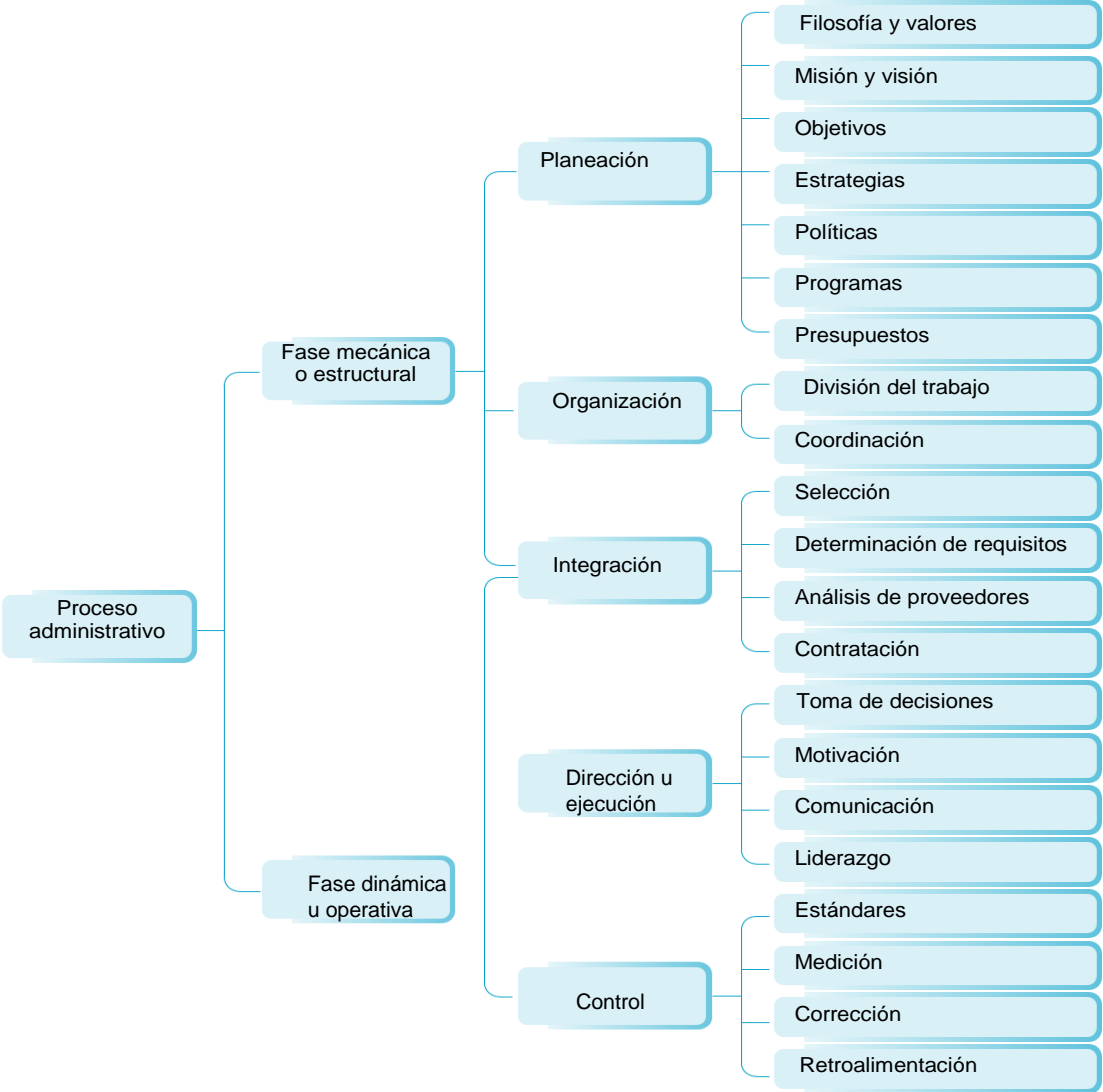 Proceso
administrativo
Fase mecánica
o estructural
Planeación
Filosofía y valores
Misión y visión
Objetivos
Estrategias
Políticas
Programas
Presupuestos
Organización
División del trabajo
Coordinación
Integración
Selección
Determinación de requisitos
Análisis de proveedores
Contratación
Fase dinámica
u operativa
Dirección u
ejecución
Toma de decisiones
Motivación
Comunicación
Liderazgo
Control
Estándares
Medición
Corrección
Retroalimentación